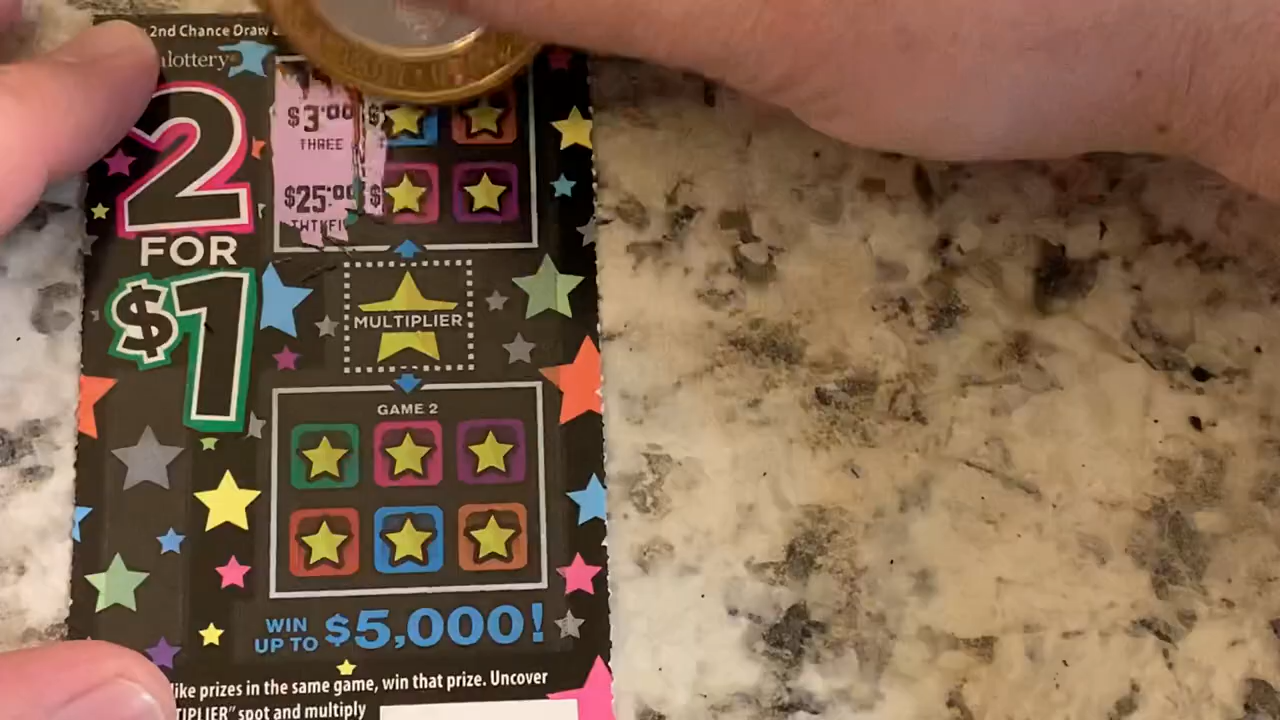 2nd Chance Draw
alottery
2
FOR
$1
$3.00 $
THREE
$25.00 $
MULTIPLIER
GAME 2
WIN
UP TO $5,000!
like prizes in the same game, win that prize. Uncover
TIPLIER" spot and multiply